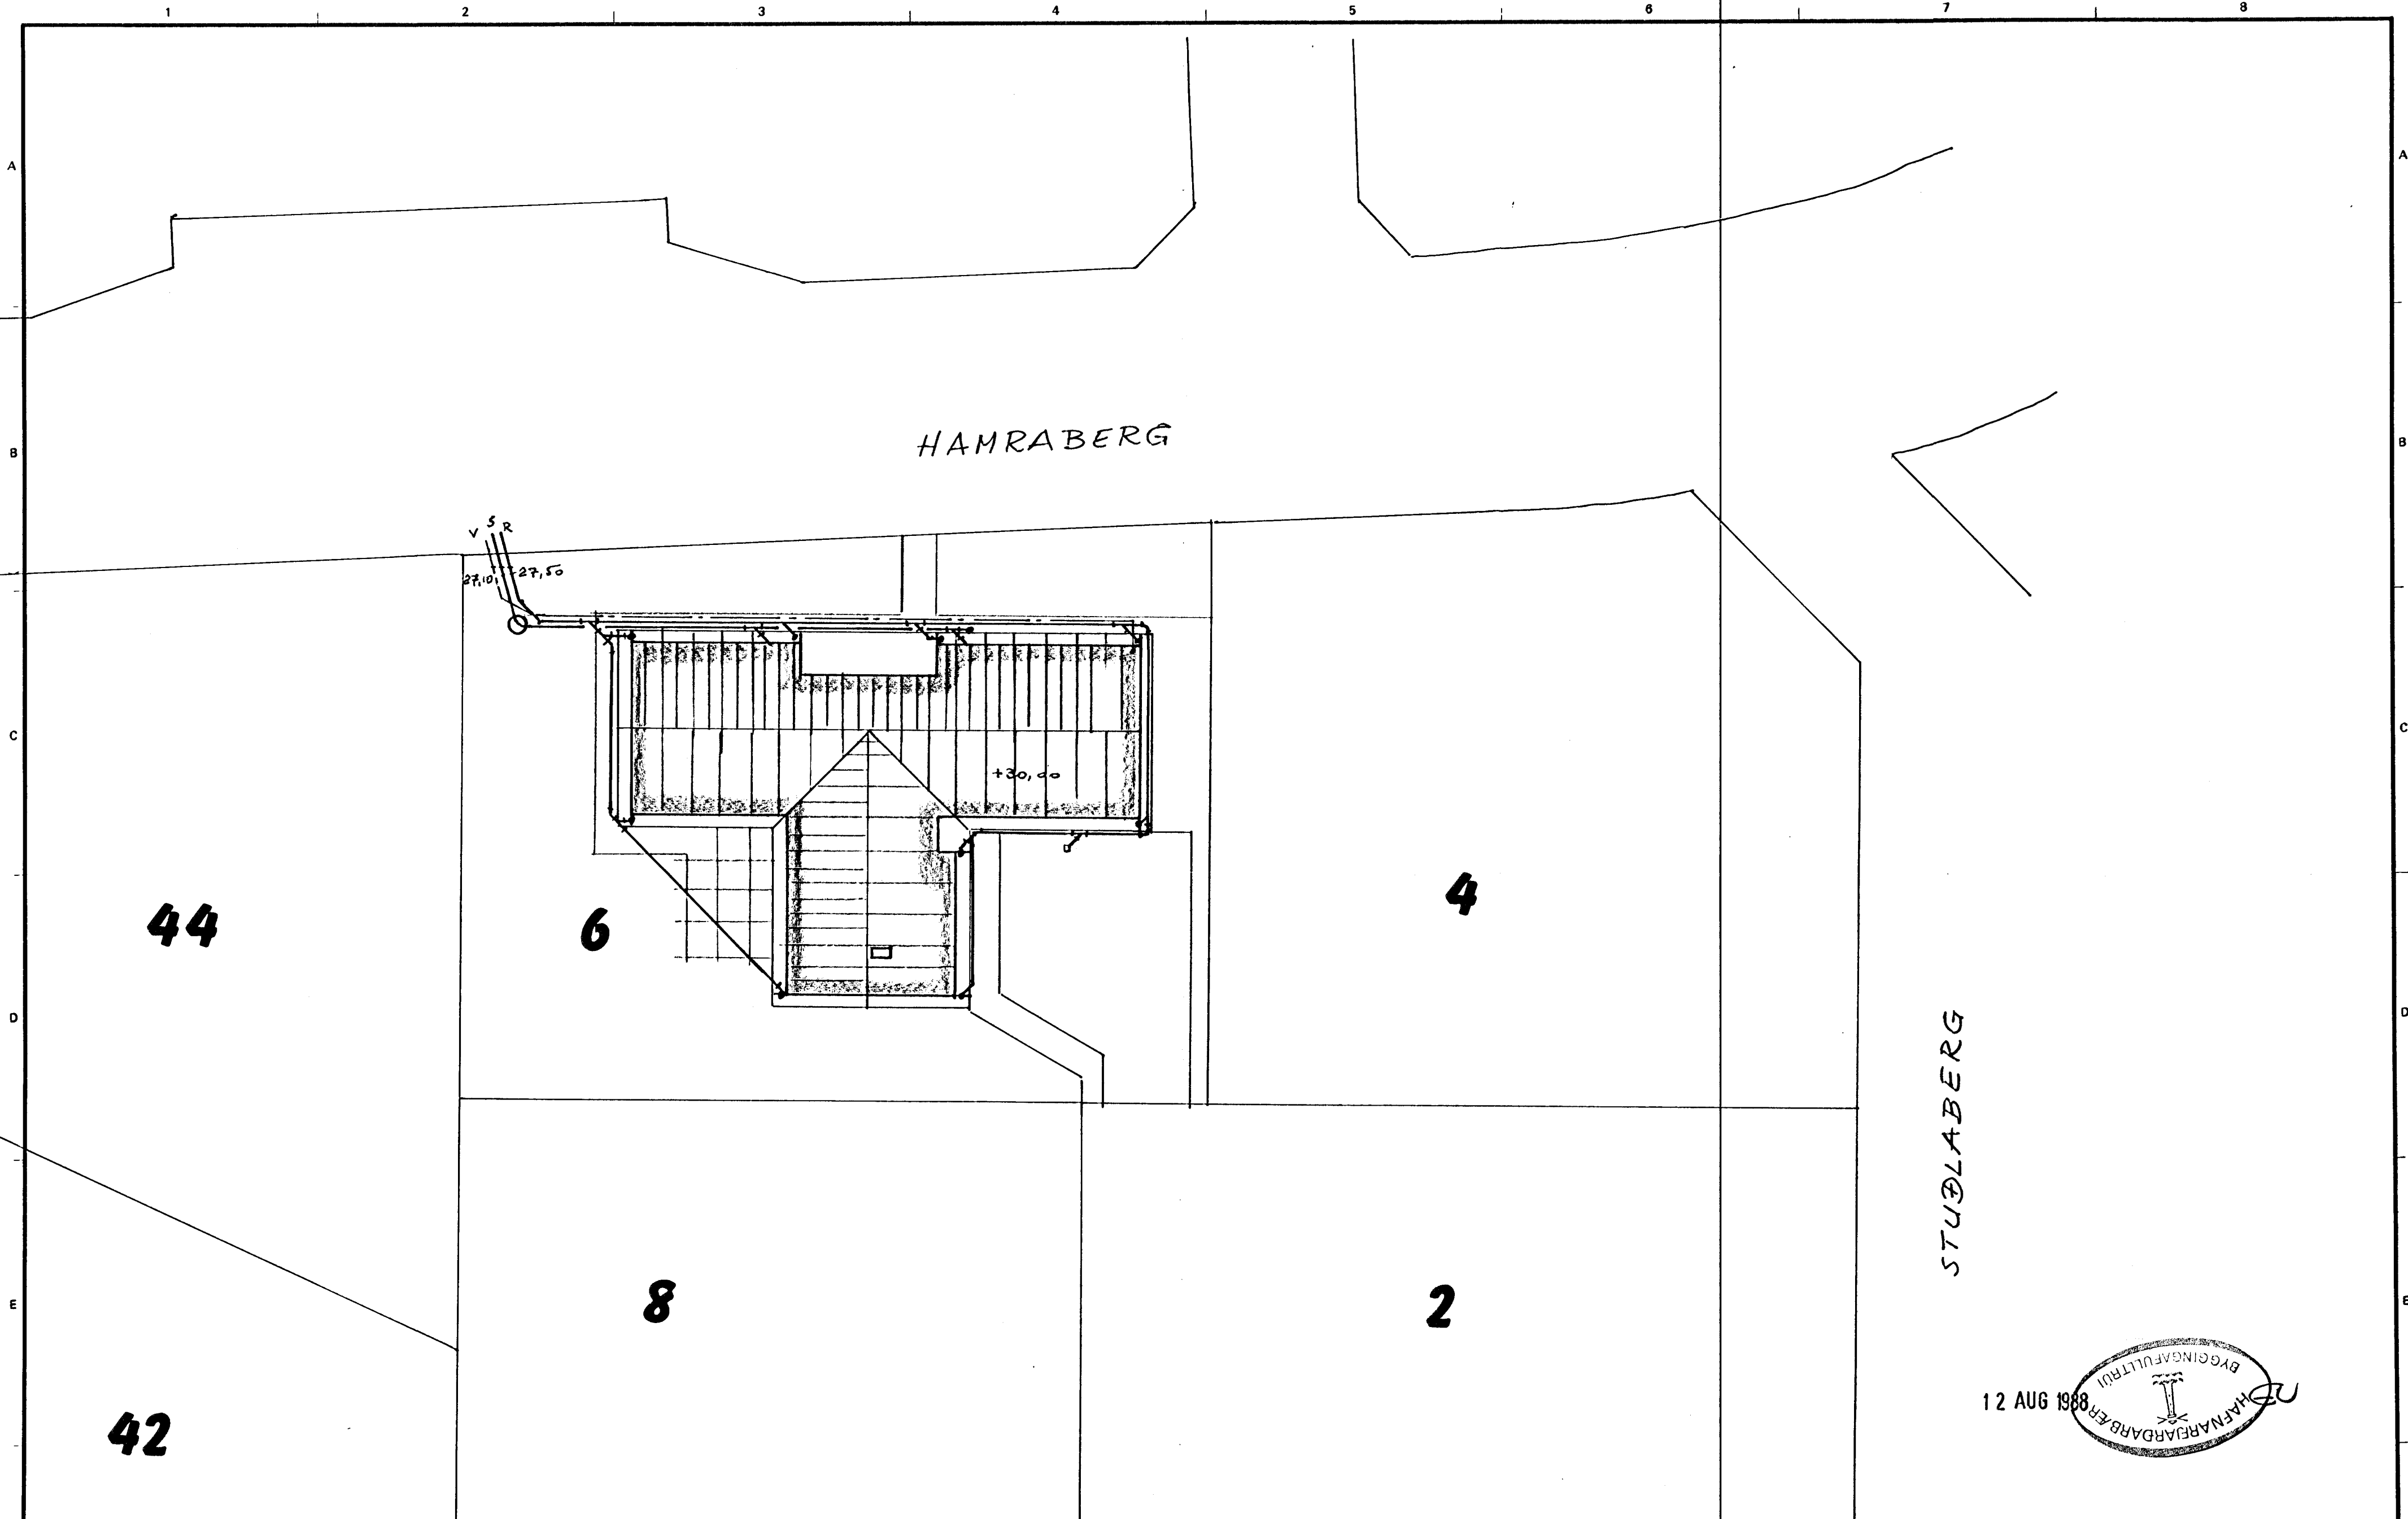 1 2 3 4 5 6 7 8
A A
HAMRABERG
B B
V S R
27,10 27,50
C C
+30,00
44
6
4
D D
STUÐLABERG
8
2
E E
42
12 AUG 1988
BYGGINGAFULLTRÚI
HAFNARFJARÐARBÆR